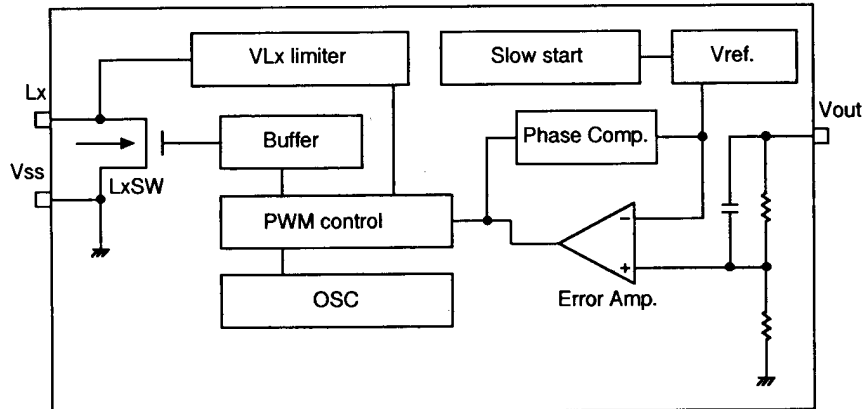 VLx limiter
Slow start
Vref.
Lx
Vout
Buffer
Phase Comp.
Vss
LxSW
PWM control
−
+
OSC
Error Amp.